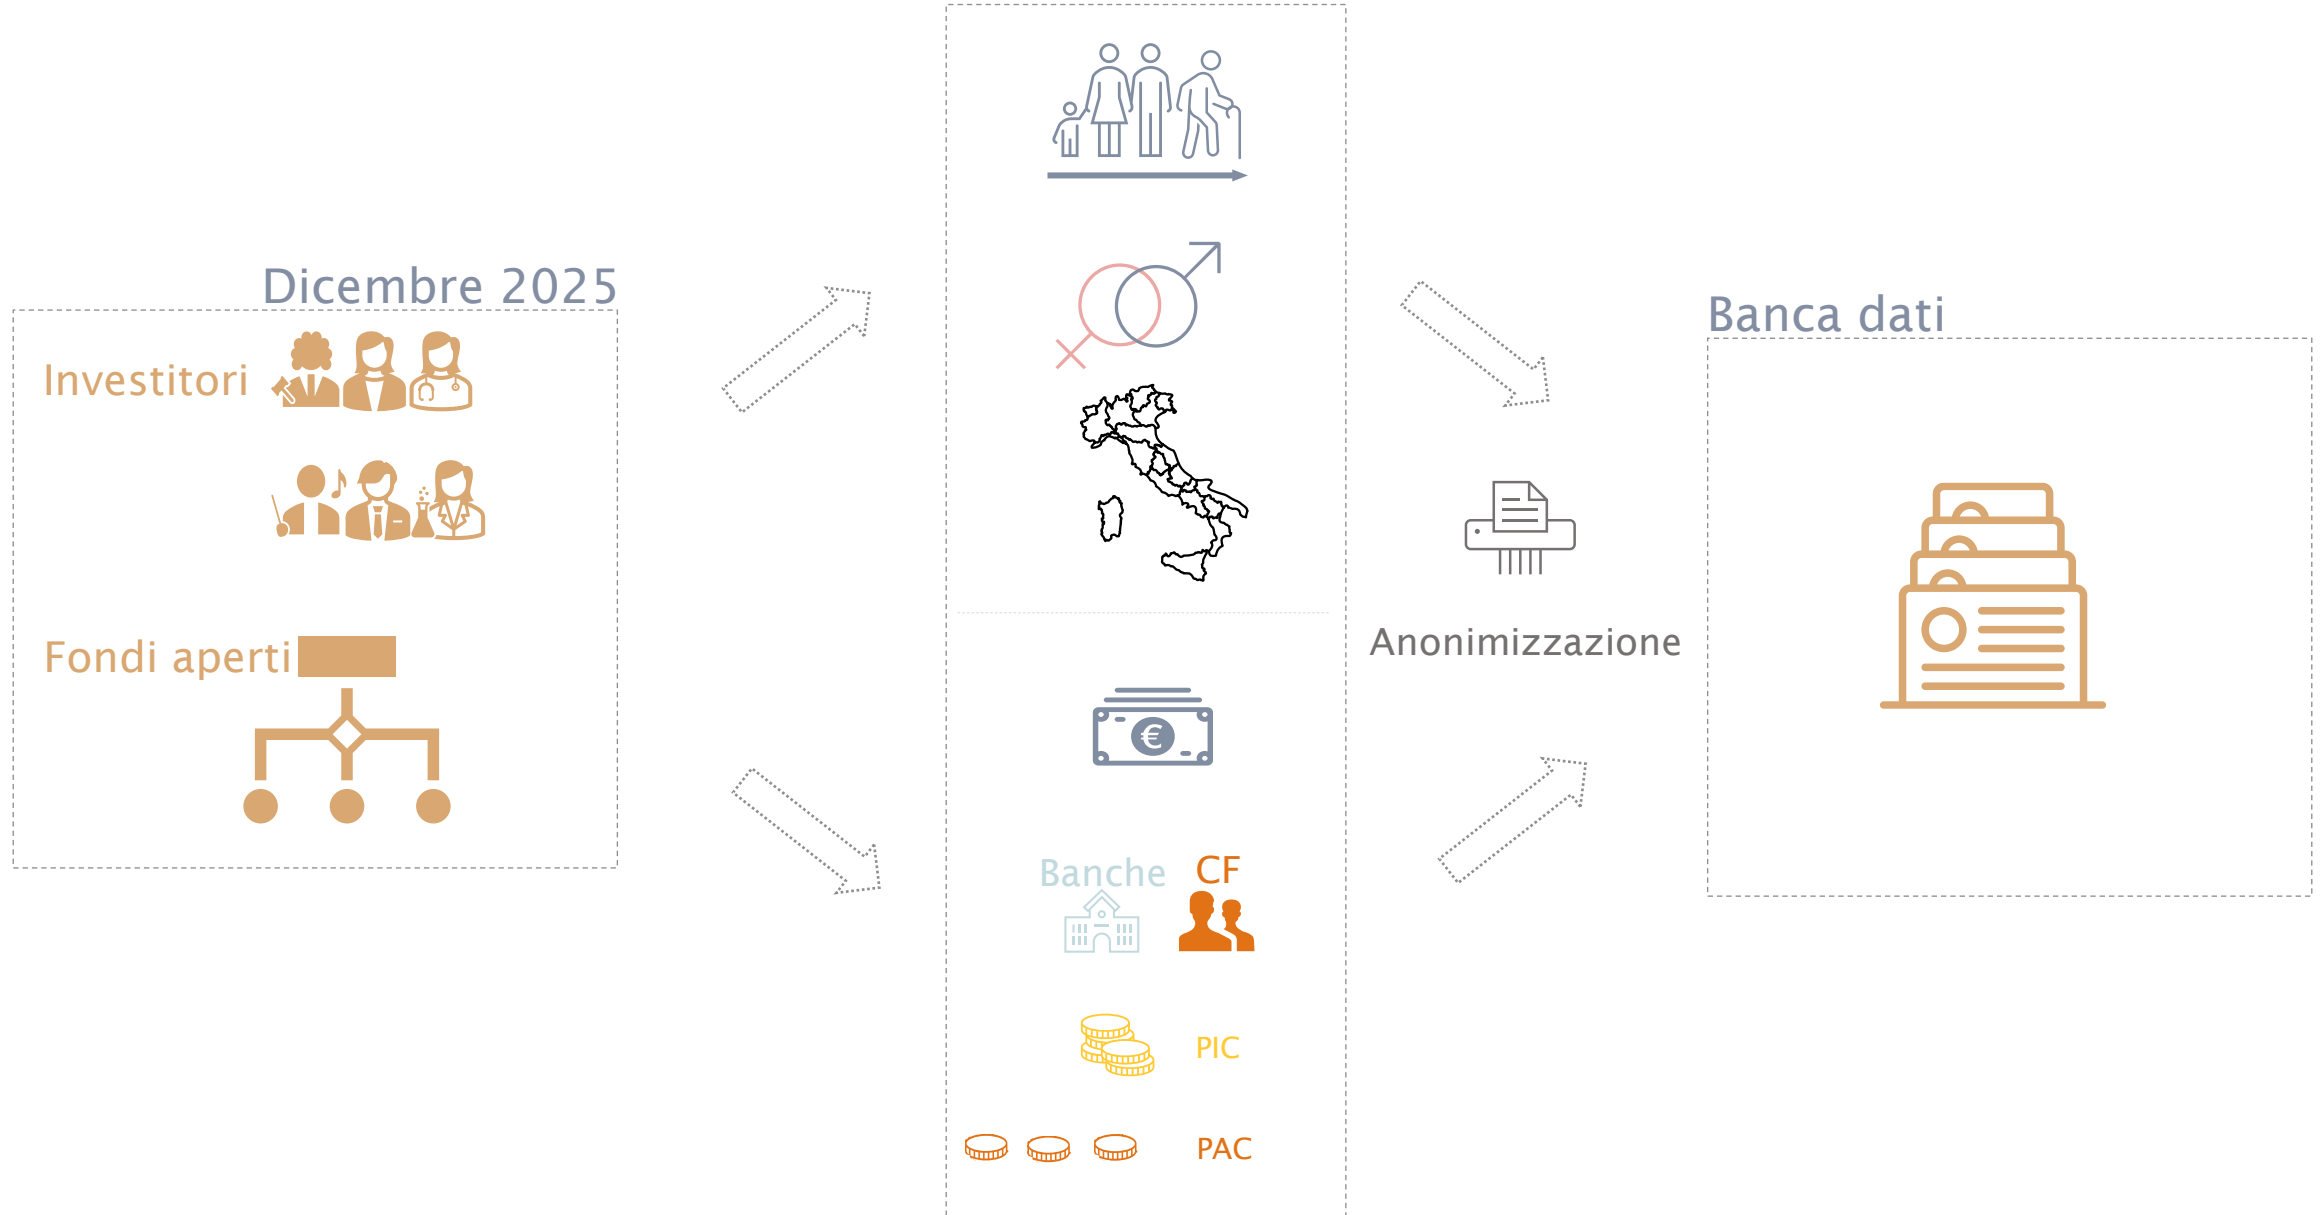 Dicembre 2025
Investitori
Fondi aperti
Banche
CF
PIC
PAC
Anonimizzazione
Banca dati